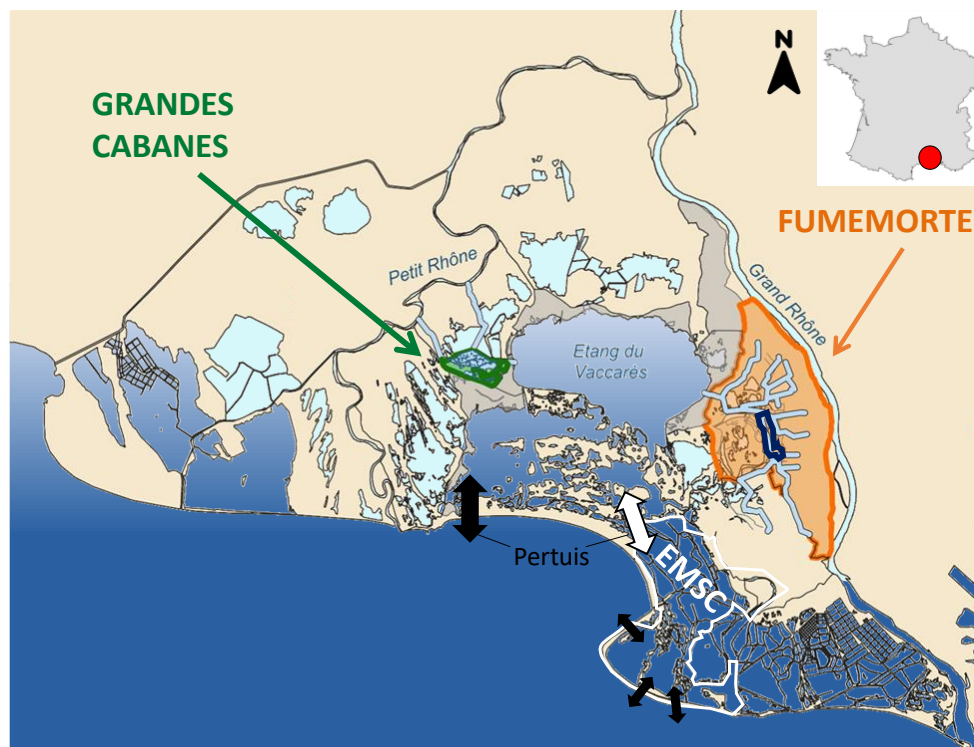 N
GRANDES
CABANES
FUMEMORTE
Petit Rhône
Grand Rhône
Etang du
Vaccarès
Pertuis
EMSC